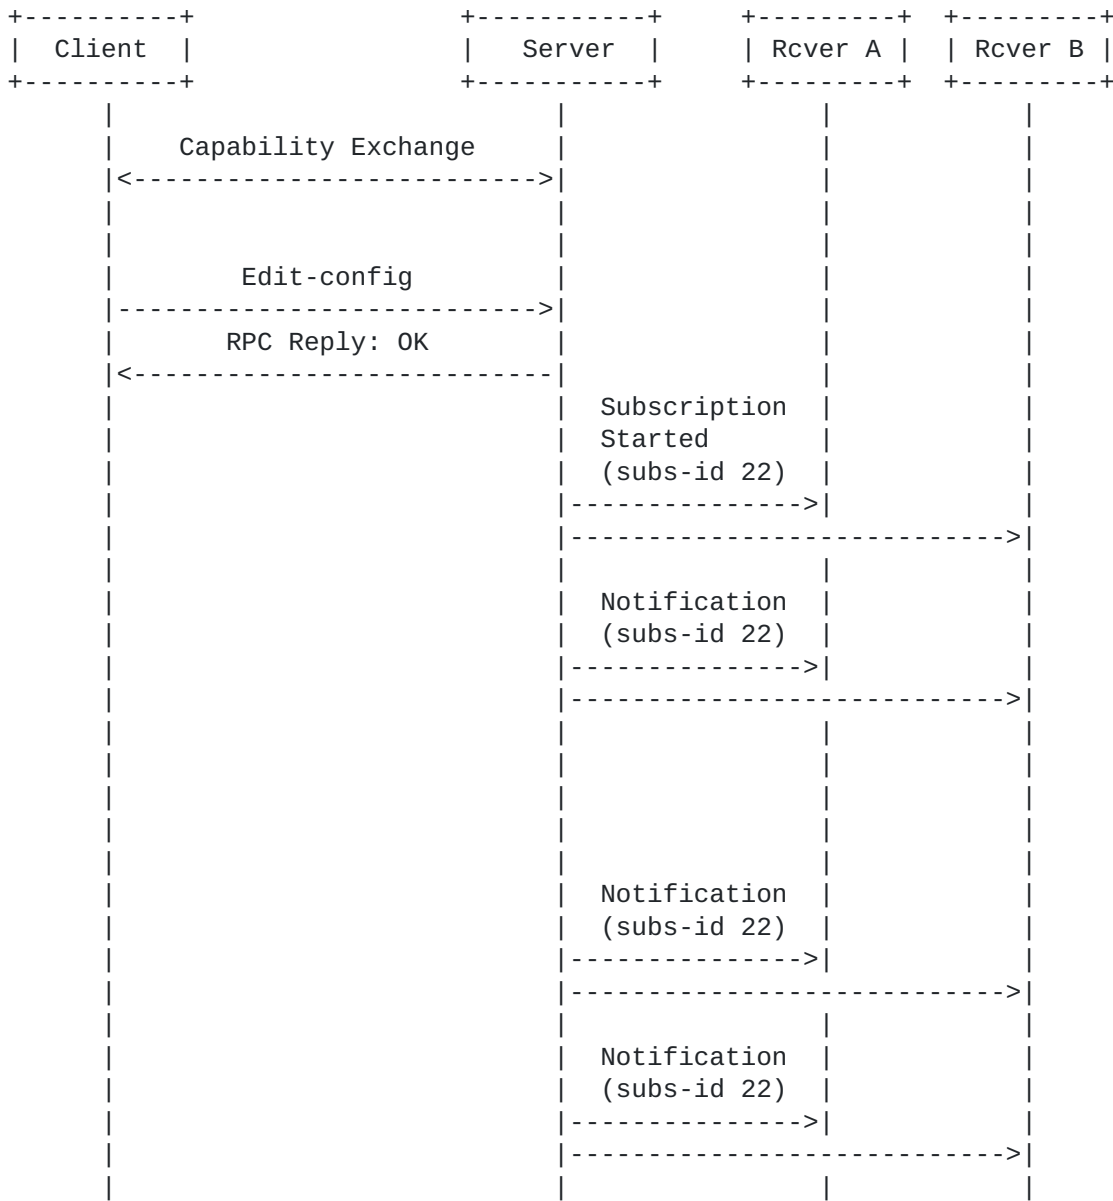 Client Server Rcver A Rcver B
Capability Exchange
Edit-config
RPC Reply: OK
Subscription
Started
(subs-id 22)
Notification
(subs-id 22)
Notification
(subs-id 22)
Notification
(subs-id 22)